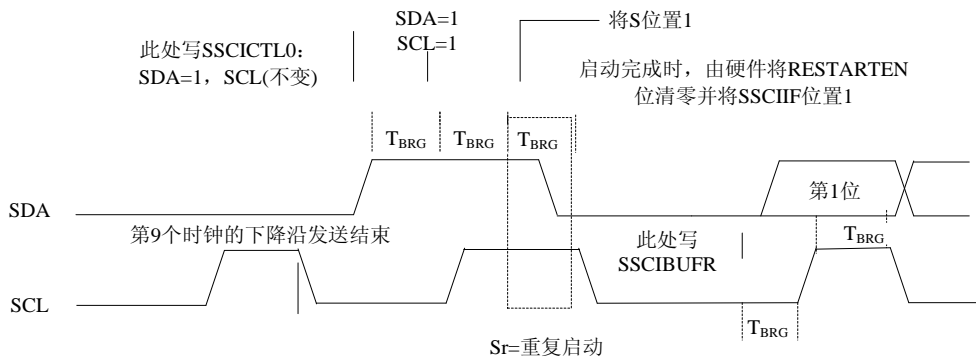 SDA=1
SCL=1
将S位置1
此处写SSCICTL0：
SDA=1，SCL(不变)
启动完成时，由硬件将RESTARTEN
位清零并将SSCIIF位置1
TBRG
TBRG
TBRG
SDA
第1位
第9个时钟的下降沿发送结束
此处写
SSCIBUFR
TBRG
SCL
TBRG
Sr=重复启动